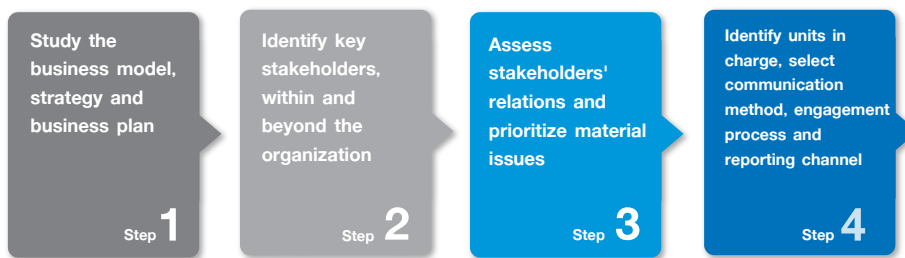 Study the
business model,
strategy and
business plan
Step 1
Identify key
stakeholders,
within and
beyond the
organization
Step 2
Assess
stakeholders'
relations and
prioritize material
issues
Step 3
Identify units in
charge, select
communication
method, engagement
process and
reporting channel
Step 4